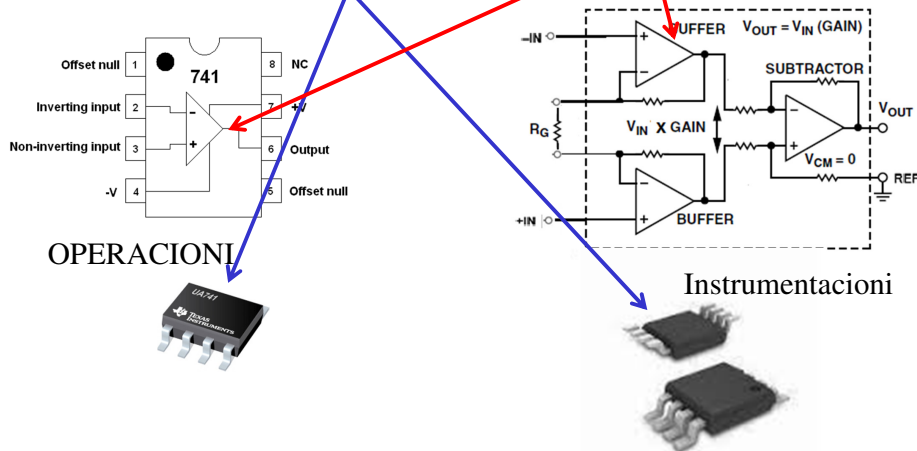 Offset null 1 8 NC
741
Inverting input 2 7 +V
Non-inverting input 3 6 Output
-V 4 5 Offset null
OPERACIONI
UA741
TEXAS
INSTRUMENTS
–IN BUFFER VOUT = VIN (GAIN)
SUBTRACTOR
RG VIN X GAIN VOUT
VCM = 0
REF
+IN BUFFER
Instrumentacioni